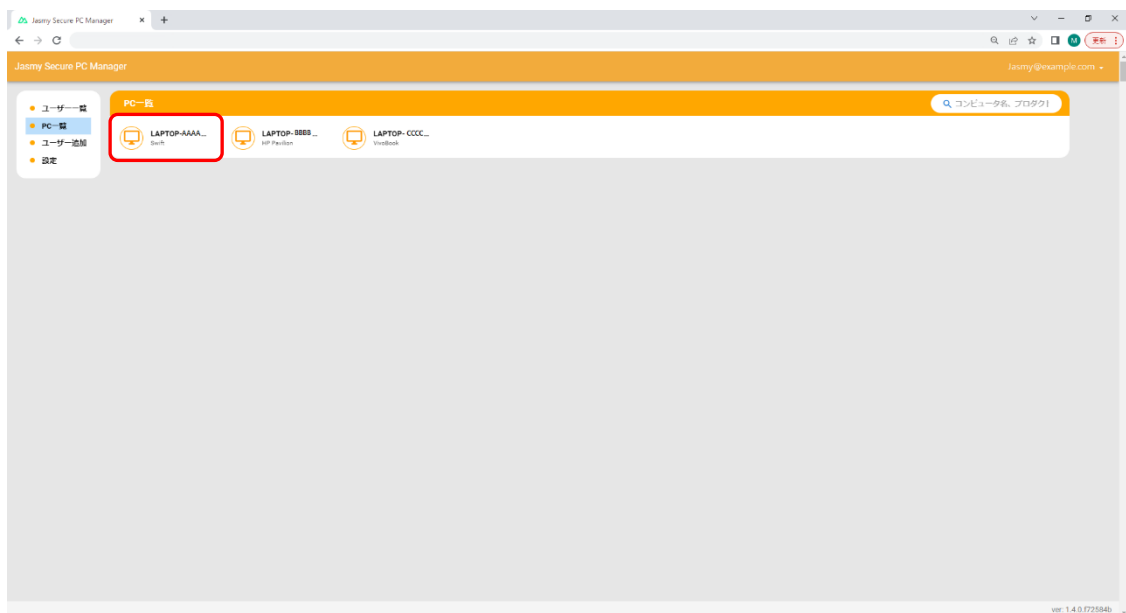 Jasmy Secure PC Manager
M
更新
Jasmy Secure PC Manager
Jasmy@example.com
ユーザー一覧
PC一覧
ユーザー追加
設定
PC一覧
コンピュータ名、プロダクト
LAPTOP-AAAA...
Swift
LAPTOP-BBBB...
HP Pavilion
LAPTOP- CCCC...
VivoBook
ver: 1.4.0.f72584b